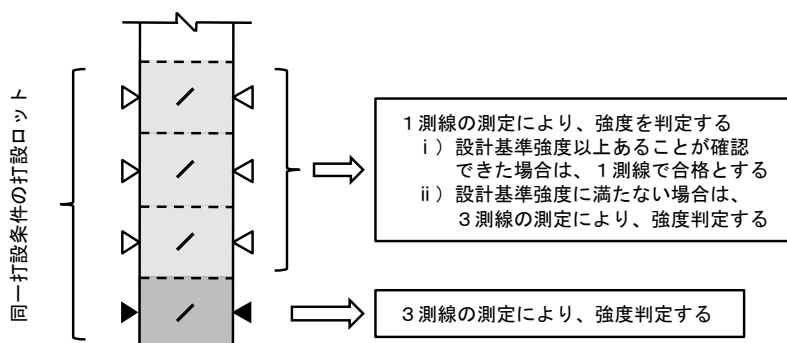 同一打設条件の打設ロット
1測線の測定により、強度を判定する
ⅰ）設計基準強度以上あることが確認
できた場合は、1測線で合格とする
ⅱ）設計基準強度に満たない場合は、
3測線の測定により、強度判定する
3測線の測定により、強度判定する